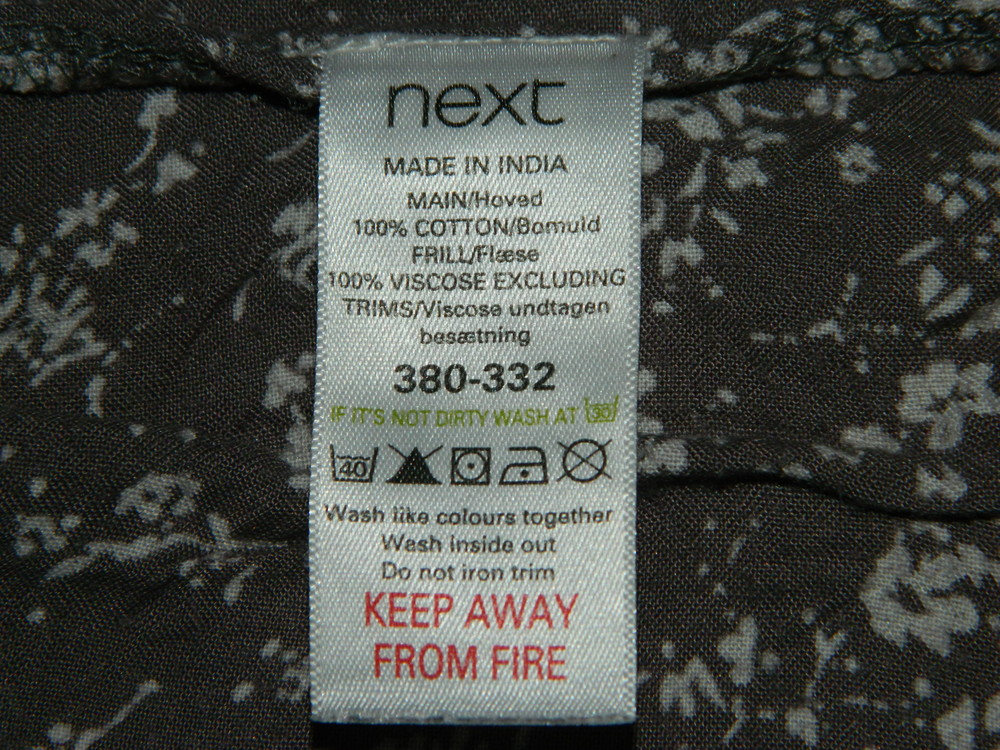 next
MADE IN INDIA
MAIN/Hoved
100% COTTON/Bomuld
FRILL/Flæse
100% VISCOSE EXCLUDING
TRIMS/Viscose undtagen
besætning
380-332
IF IT'S NOT DIRTY WASH AT 30
40
Wash like colours together
Wash inside out
Do not iron trim
KEEP AWAY
FROM FIRE